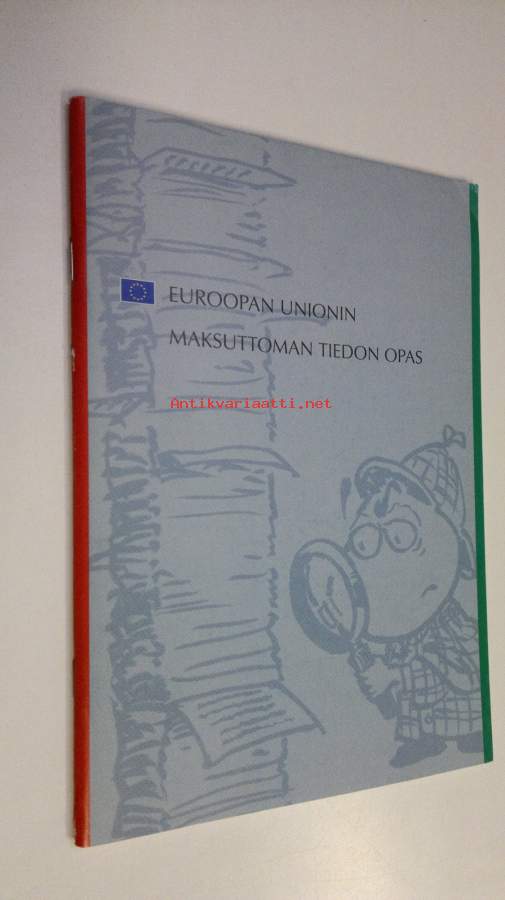 EUROOPAN UNIONIN
MAKSUTTOMAN TIEDON OPAS
Antikvariaatti.net